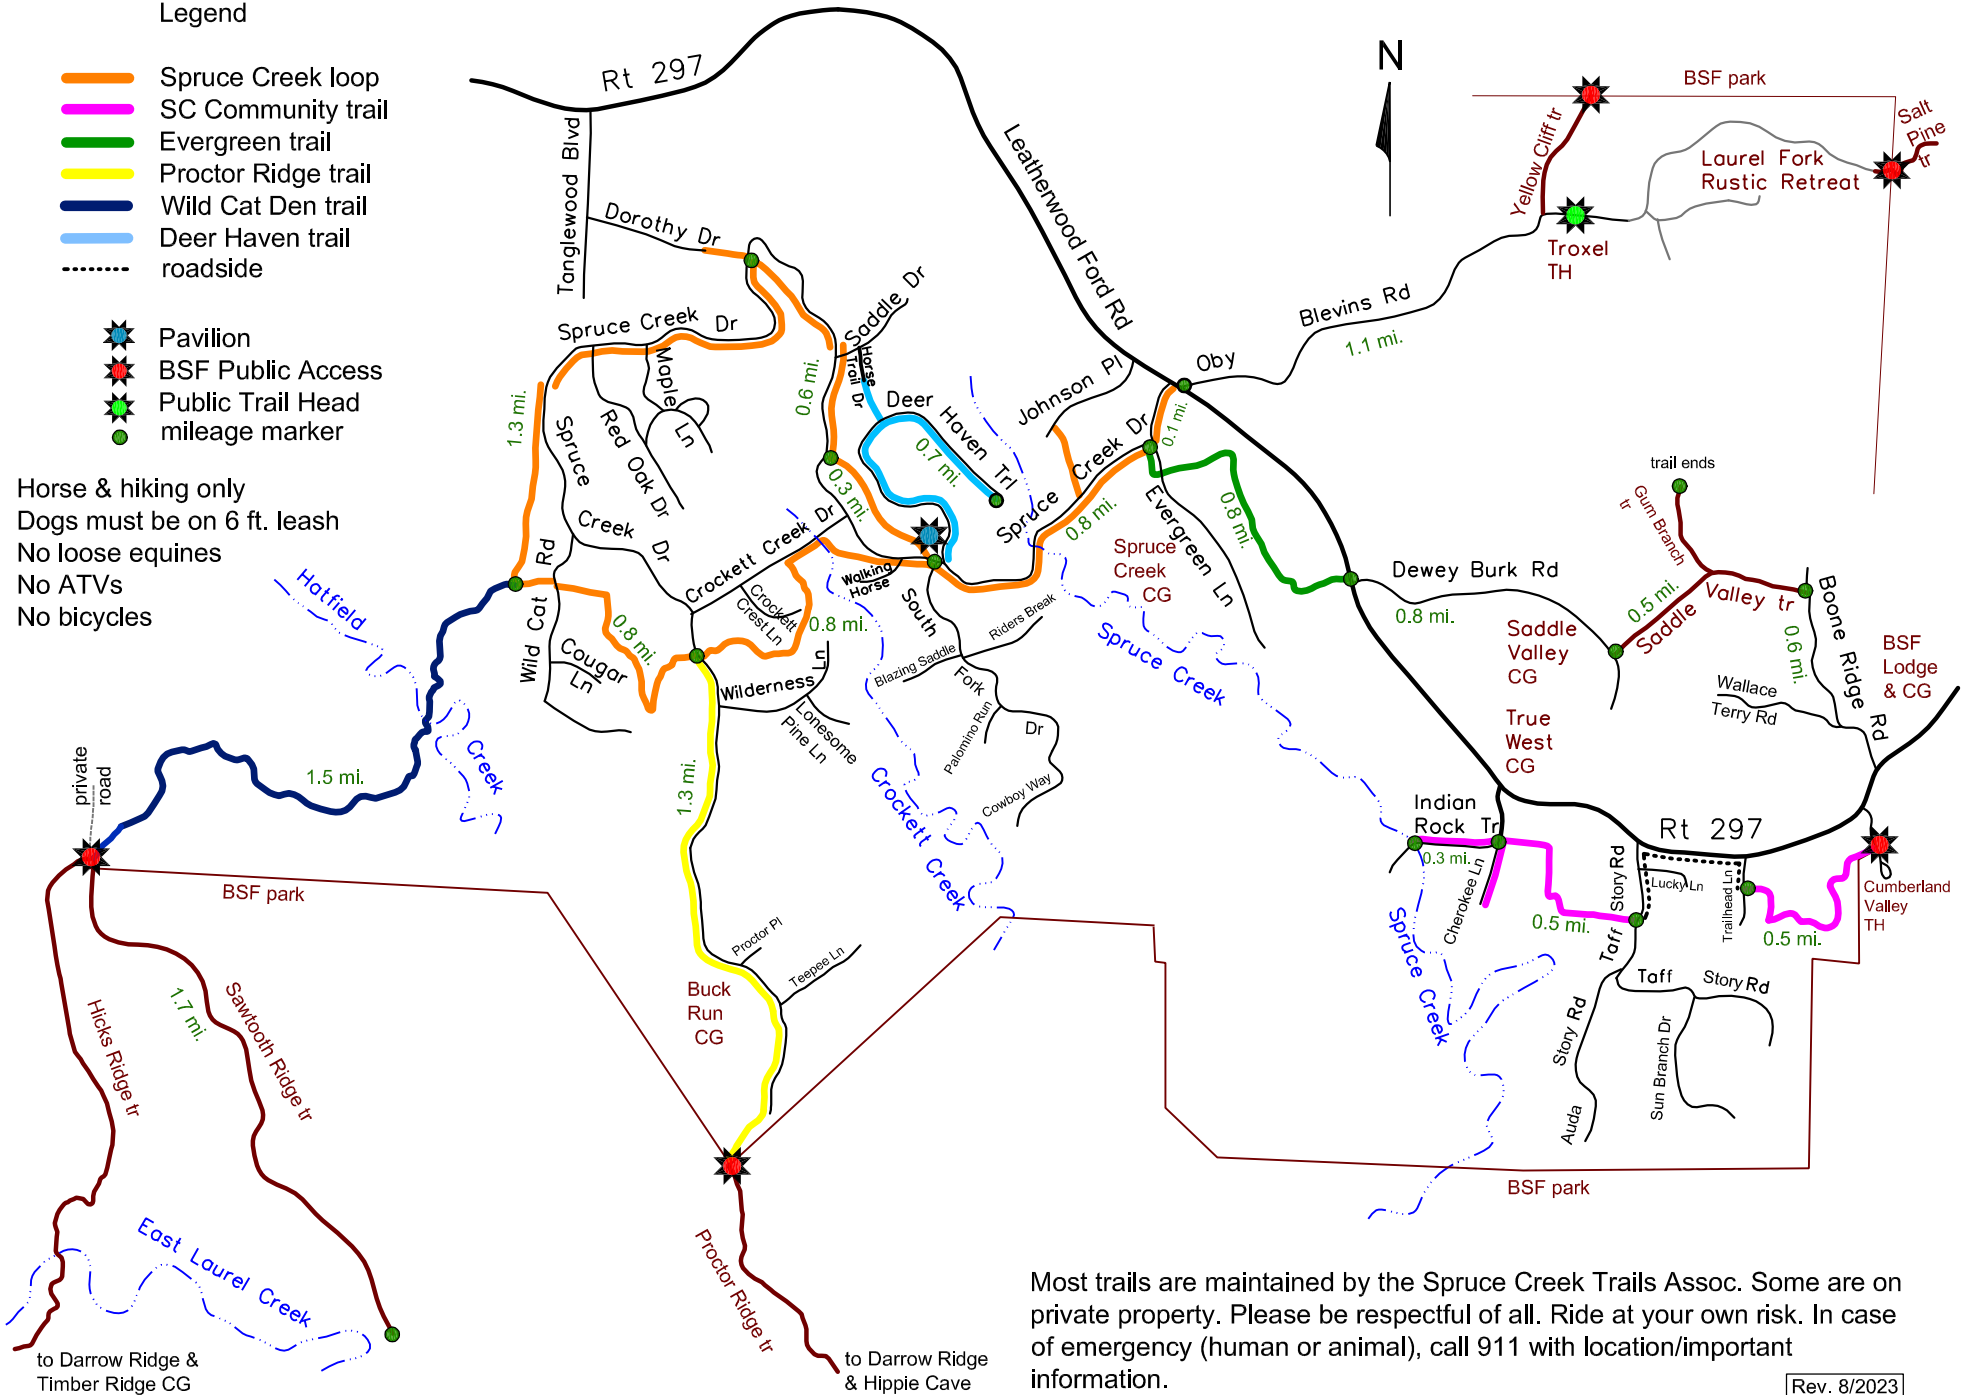 Legend
Spruce Creek loop
SC Community trail
Evergreen trail
Proctor Ridge trail
Wild Cat Den trail
Deer Haven trail
roadside
Pavilion
BSF Public Access
Public Trail Head
mileage marker
Horse & hiking only
Dogs must be on 6 ft. leash
No loose equines
No ATVs
No bicycles
Rt 297
Tanglewood Blvd
Dorothy Dr
Leatherwood Ford Rd
N
BSF park
Yellow Cliff tr
Salt
Pine
tr
Laurel Fork
Rustic Retreat
Troxel
TH
Blevins Rd
1.1 mi.
Oby
Spruce Creek Dr
Maple
Ln
Red Oak Dr
1.3 mi.
Spruce
Creek
Dr
Saddle Dr
Horse
Trail Dr
0.6 mi.
Deer
Haven Trl
0.7 mi.
0.3 mi.
Johnson Pl
Spruce Creek Dr
0.1 mi.
0.8 mi.
Evergreen Ln
0.8 mi.
Spruce
Creek
CG
trail ends
Gum Branch
tr
Saddle
Valley tr
0.5 mi.
Boone Ridge Rd
0.6 mi.
Dewey Burk Rd
0.8 mi.
Saddle
Valley
CG
True
West
CG
BSF
Lodge
& CG
Wallace
Terry Rd
Hatfield
Creek
Wild Cat Rd
Cougar
Ln
0.8 mi.
Crockett Creek Dr
Crockett
Crest Ln
Walking
Horse
0.8 mi.
South
Fork
Dr
Riders Break
Blazing Saddle
Palomino Run
Cowboy Way
Wilderness Ln
Lonesome
Pine Ln
Crockett Creek
Spruce Creek
1.3 mi.
1.5 mi.
private
road
BSF park
Hicks Ridge tr
Sawtooth Ridge tr
1.7 mi.
East Laurel Creek
to Darrow Ridge &
Timber Ridge CG
Proctor Pl
Teepee Ln
Buck
Run
CG
Proctor Ridge tr
to Darrow Ridge
& Hippie Cave
Indian
Rock Tr
0.3 mi.
Cherokee Ln
0.5 mi.
Rt 297
Taff Story Rd
Lucky Ln
Trailhead Ln
0.5 mi.
Cumberland
Valley
TH
Spruce Creek
Taff Story Rd
Auda Story Rd
Sun Branch Dr
BSF park
Most trails are maintained by the Spruce Creek Trails Assoc. Some are on
private property. Please be respectful of all. Ride at your own risk. In case
of emergency (human or animal), call 911 with location/important
information.
Rev. 8/2023